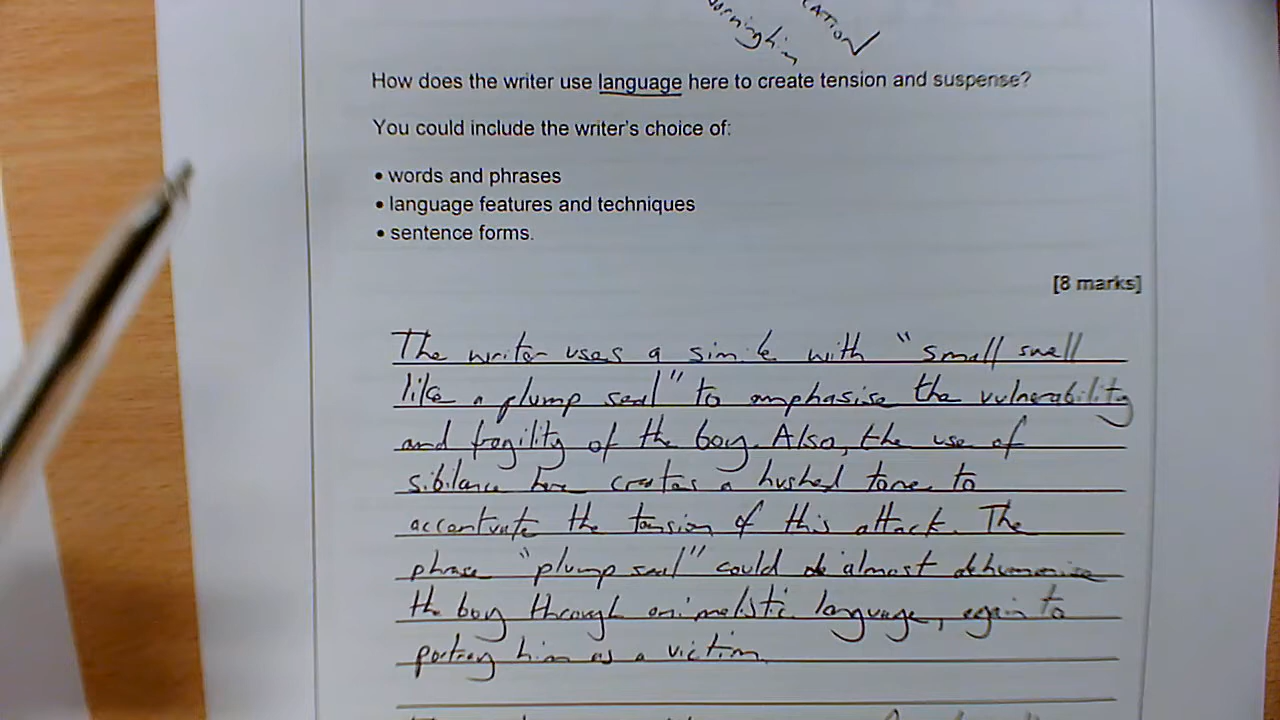 warning him
CATION
How does the writer use language here to create tension and suspense?
You could include the writer's choice of:
• words and phrases
• language features and techniques
• sentence forms.
[8 marks]
The writer uses a simile with "small swell
like a plump seal" to emphasise the vulnerability
and fragility of the boy. Also, the use of
sibilance here creates a hushed tone to
accentuate the tension of this attack. The
phrase "plump seal" could almost dehumanise
the boy through animalistic language, again to
portray him as a victim.